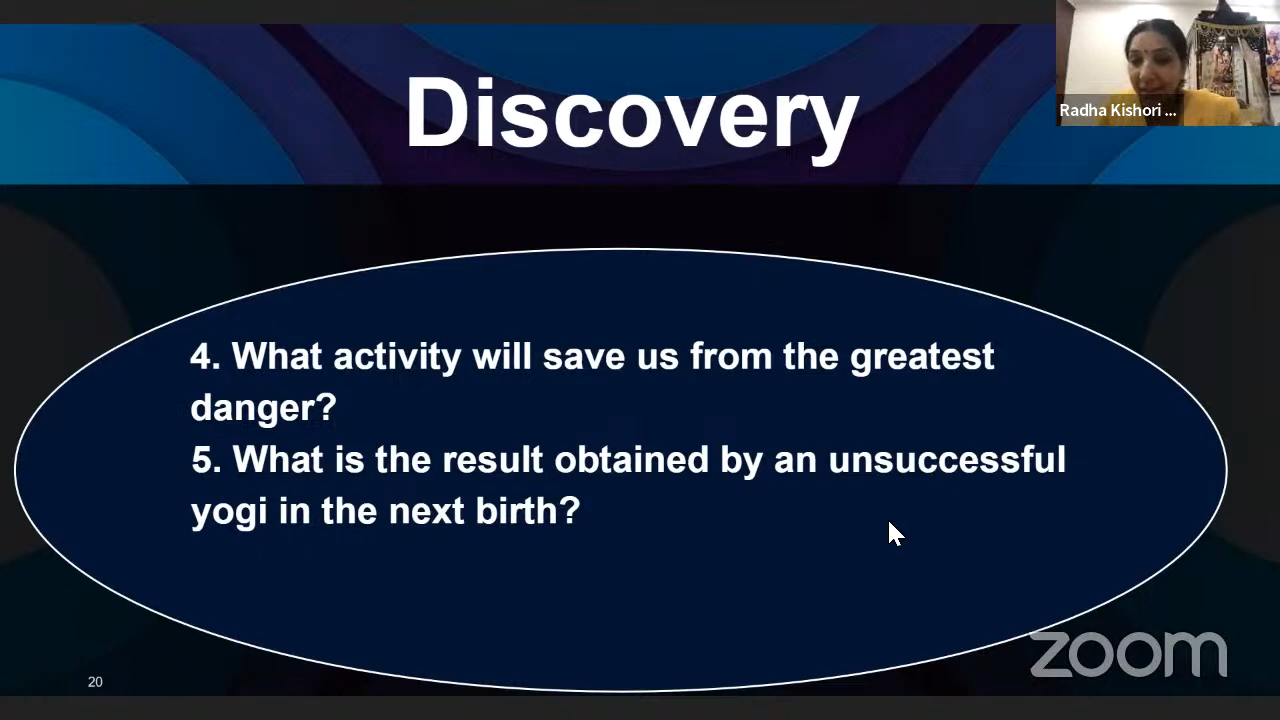 Discovery
Radha Kishori ...
4. What activity will save us from the greatest
danger?
5. What is the result obtained by an unsuccessful
yogi in the next birth?
zoom
20